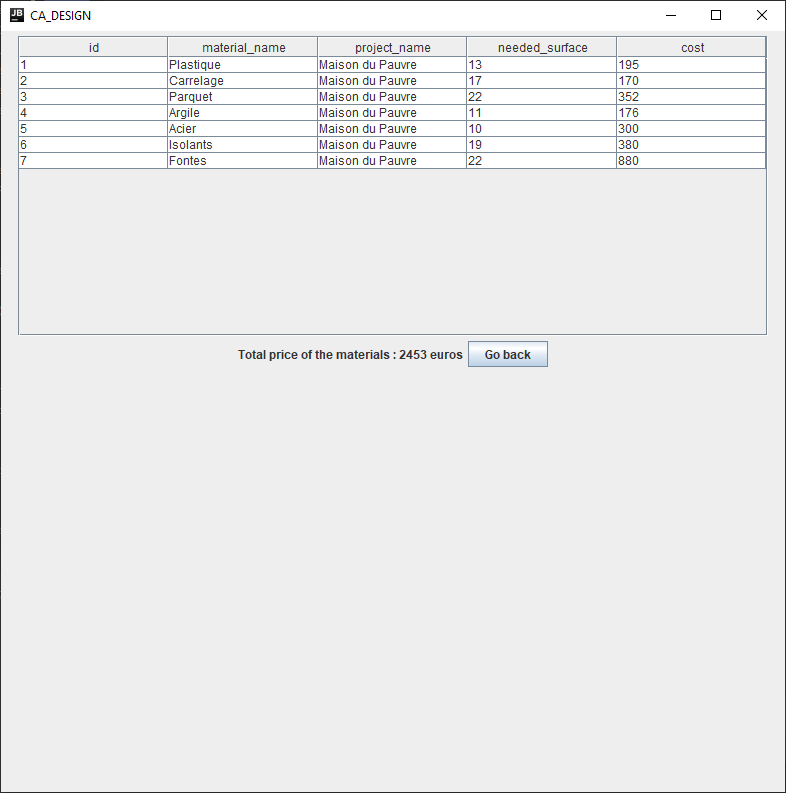 JB CA_DESIGN
id material_name project_name needed_surface cost
1 Plastique Maison du Pauvre 13 195
2 Carrelage Maison du Pauvre 17 170
3 Parquet Maison du Pauvre 22 352
4 Argile Maison du Pauvre 11 176
5 Acier Maison du Pauvre 10 300
6 Isolants Maison du Pauvre 19 380
7 Fontes Maison du Pauvre 22 880
Total price of the materials : 2453 euros Go back